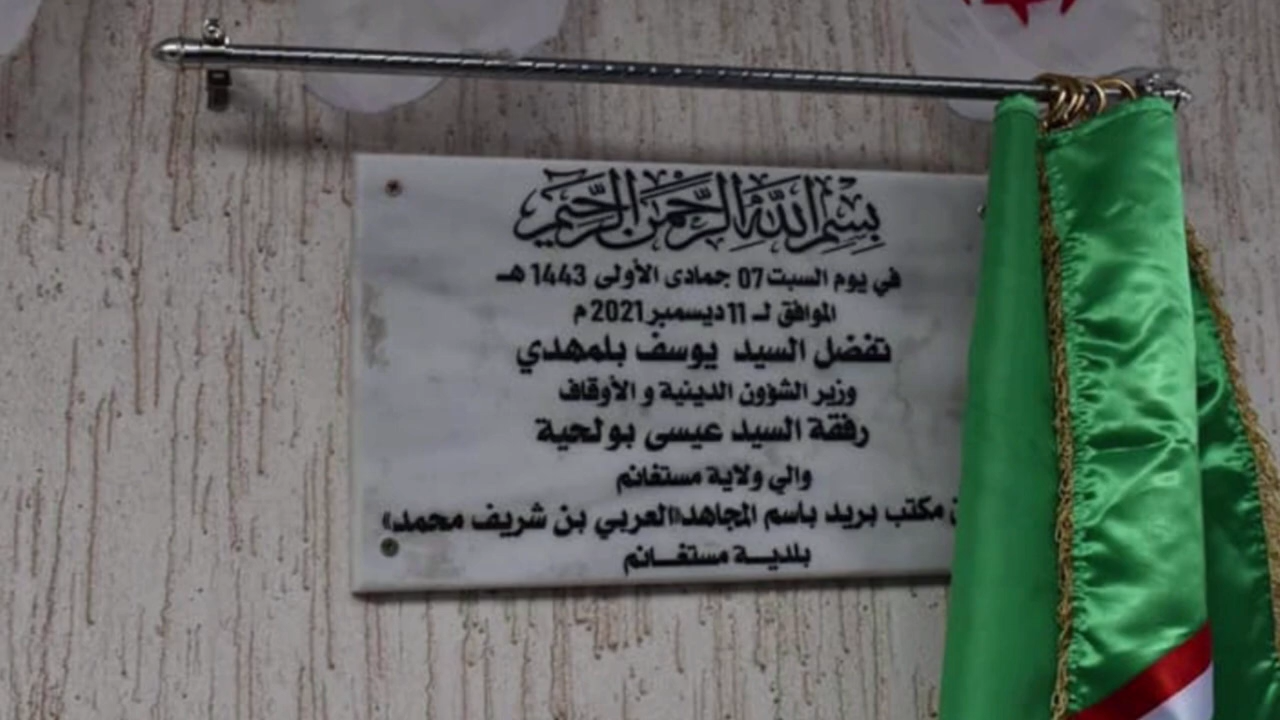 بسم الله الرحمن الرحيم
في يوم السبت 07 جمادى الأولى 1443 هـ
الموافق لـ 11 ديسمبر 2021 م
تفضل السيد يوسف بلمهدي
وزير الشؤون الدينية و الأوقاف
رفقة السيد عيسى بولحية
والي ولاية مستغانم
مكتب بريد باسم المجاهد «العربي بن شريف محمد»
بلديــة مستغــانم